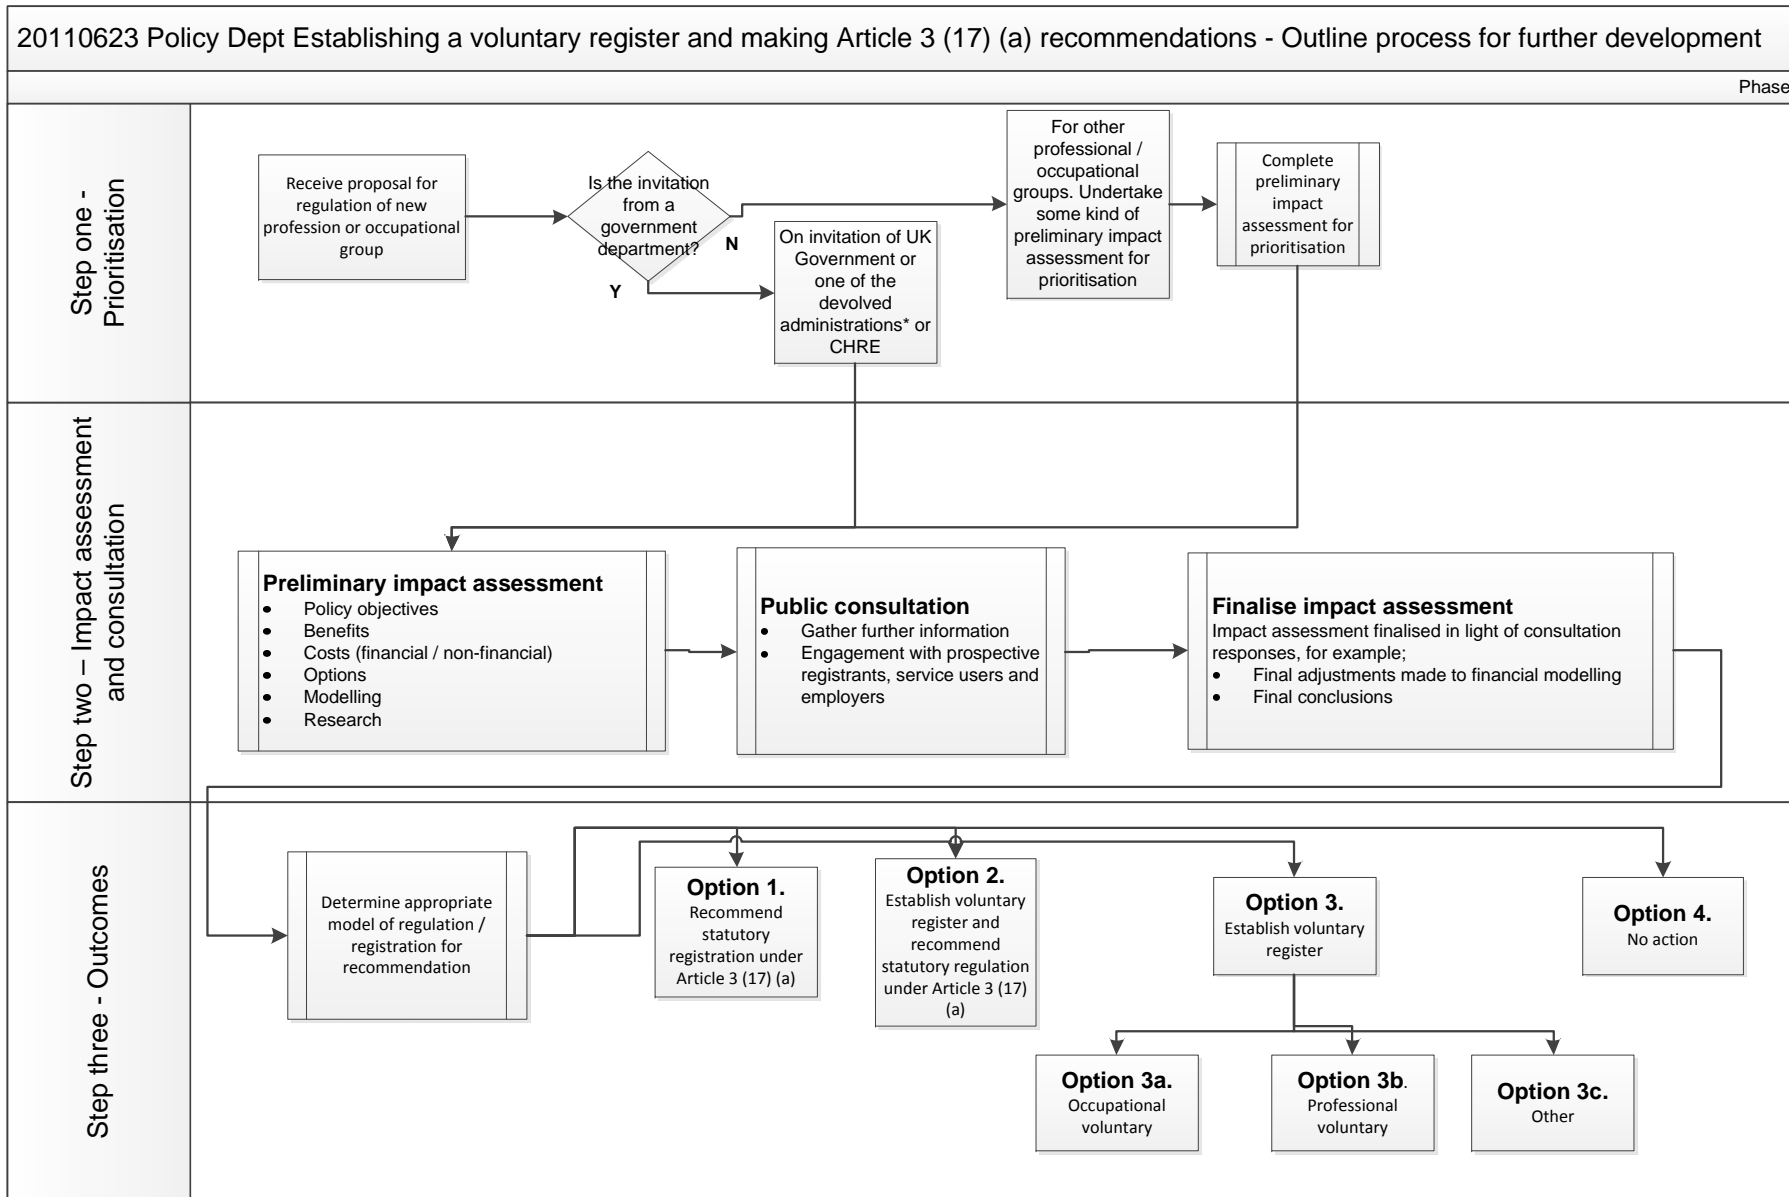 20110623 Policy Dept Establishing a voluntary register and making Article 3 (17) (a) recommendations - Outline process for further development
Phase
Step one -
Prioritisation
Receive proposal for
regulation of new
profession or occupational
group
Is the invitation
from a
government
department?
N
Y
On invitation of UK
Government or
one of the
devolved
administrations* or
CHRE
For other
professional /
occupational
groups. Undertake
some kind of
preliminary impact
assessment for
prioritisation
Complete
preliminary
impact
assessment for
prioritisation
Step two – Impact assessment
and consultation
Preliminary impact assessment
• Policy objectives
• Benefits
• Costs (financial / non-financial)
• Options
• Modelling
• Research
Public consultation
• Gather further information
• Engagement with prospective
registrants, service users and
employers
Finalise impact assessment
Impact assessment finalised in light of consultation
responses, for example;
• Final adjustments made to financial modelling
• Final conclusions
Step three - Outcomes
Determine appropriate
model of regulation /
registration for
recommendation
Option 1.
Recommend
statutory
registration under
Article 3 (17) (a)
Option 2.
Establish voluntary
register and
recommend
statutory regulation
under Article 3 (17)
(a)
Option 3.
Establish voluntary
register
Option 4.
No action
Option 3a.
Occupational
voluntary
Option 3b.
Professional
voluntary
Option 3c.
Other